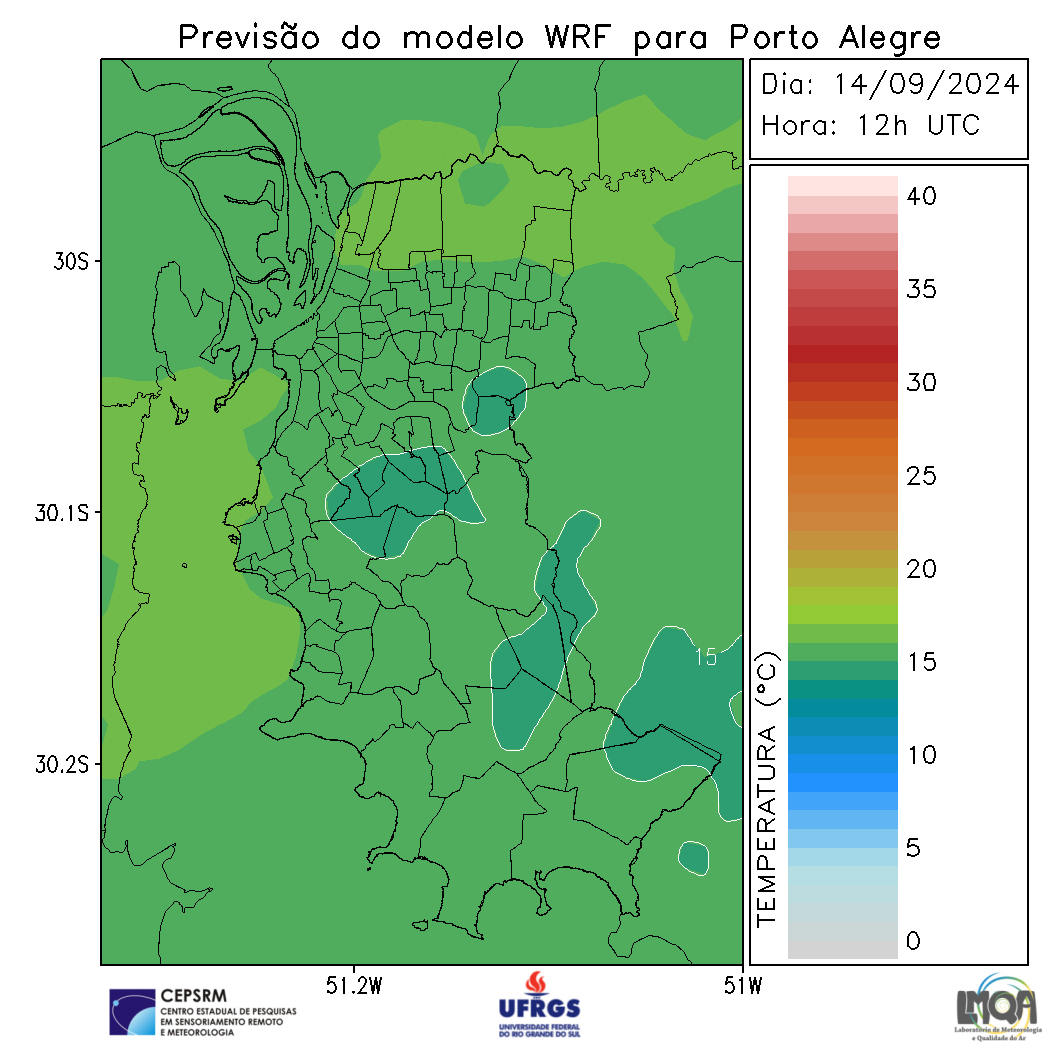 Previsão do modelo WRF para Porto Alegre
Dia: 14/09/2024
Hora: 12h UTC
40
35
30
25
20
15
10
5
0
TEMPERATURA (°C)
30S
30.1S
30.2S
15
51.2W
51W
CEPSRM
CENTRO ESTADUAL DE PESQUISAS
EM SENSORIAMENTO REMOTO
E METEOROLOGIA
UFRGS
UNIVERSIDADE FEDERAL
DO RIO GRANDE DO SUL
LMQA
Laboratório de Meteorologia
e Qualidade do Ar